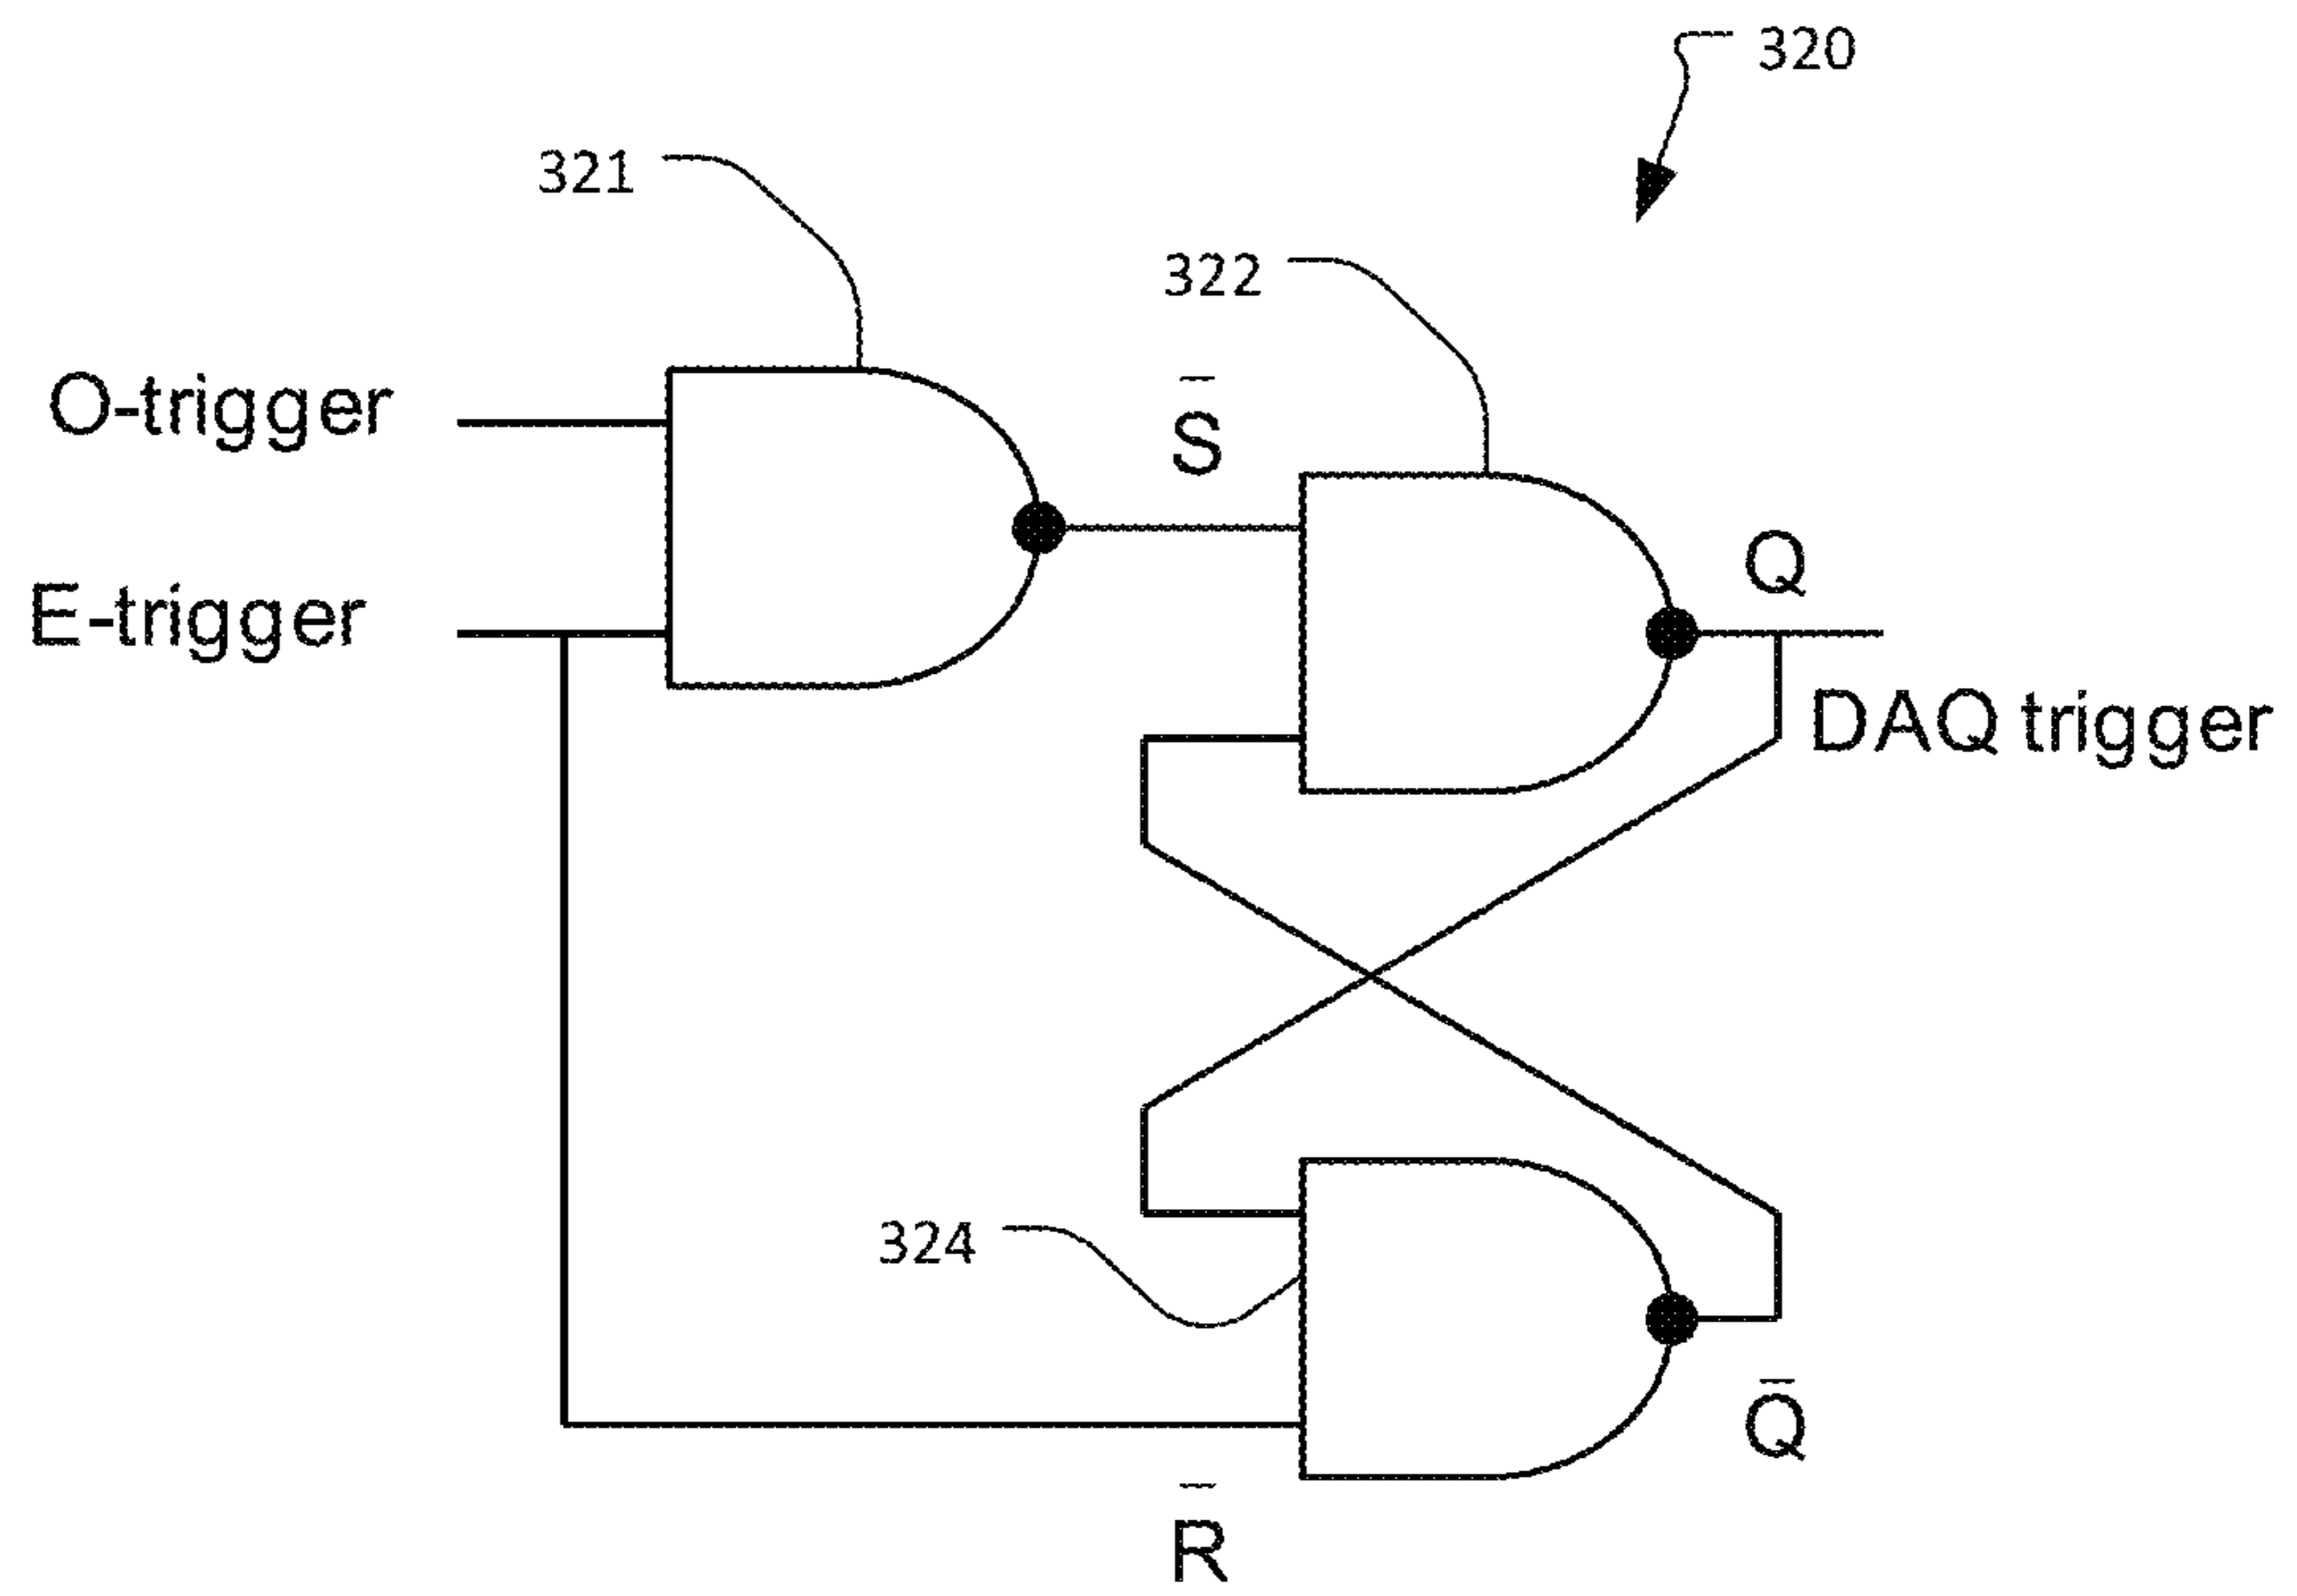 320
321
322
O-trigger
S̅
Q
E-trigger
DAQ trigger
324
Q̅
R̅